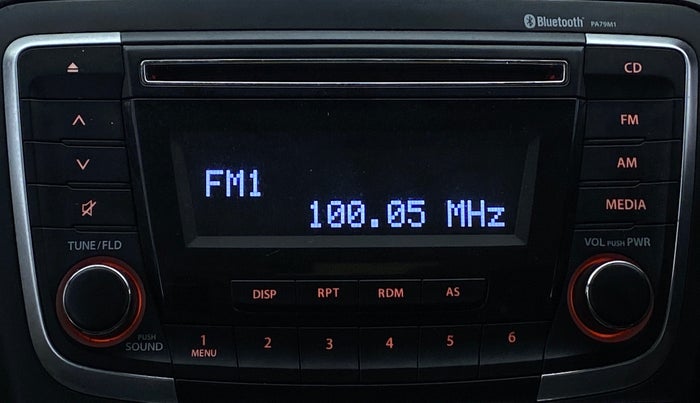 Bluetooth PA79M1
CD
FM
AM
MEDIA
FM1
100.05 MHz
TUNE/FLD
VOL PUSH PWR
DISP RPT RDM AS
PUSH
SOUND
1 2 3 4 5 6
MENU